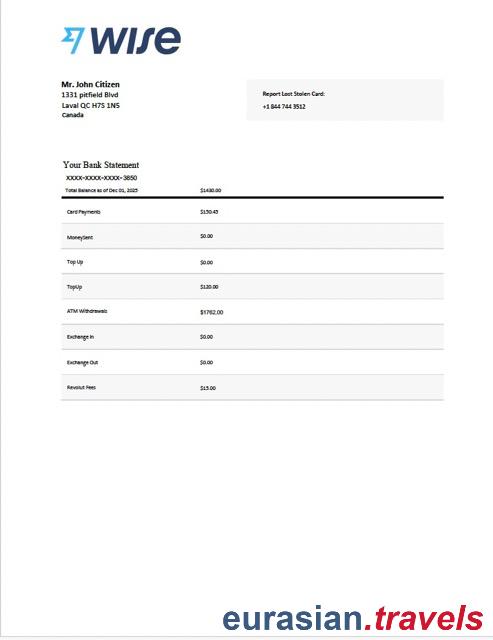 WISE
Mr. John Citizen
1331 pitfield Blvd
Laval QC H7S 1N5
Canada
Report Lost Stolen Card:
+1 844 744 3512
Your Bank Statement
XXXX-XXXX-XXXX-3850
Total Balance as of Dec 01, 2025 $1430.00
Card Payments $150.45
MoneySent $0.00
Top Up $0.00
TopUp $120.00
ATM Withdrawals $1762.00
Exchange In $0.00
Exchange Out $0.00
Revolut Fees $15.00
eurasian.travels